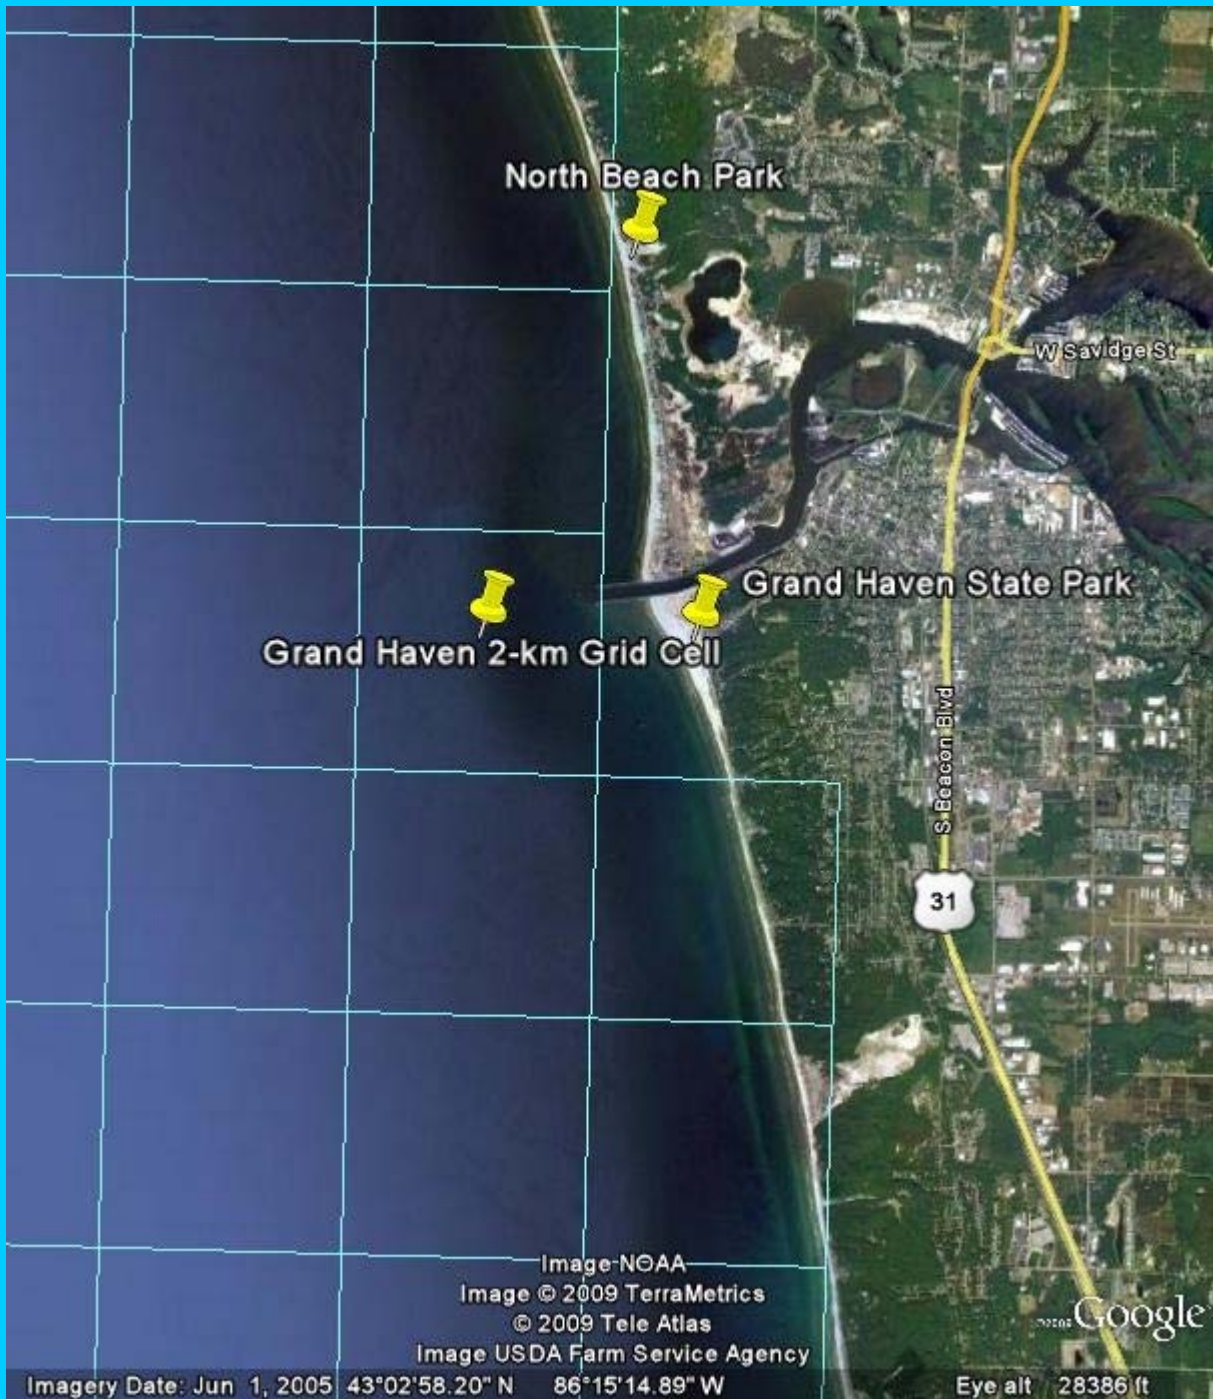 North Beach Park
W Savidge St
Grand Haven State Park
Grand Haven 2-km Grid Cell
S Beacon Blvd
31
Image NOAA
Image © 2009 TerraMetrics
© 2009 Tele Atlas
Image USDA Farm Service Agency
Google
Imagery Date: Jun 1, 2005 43°02'58.20" N 86°15'14.89" W Eye alt 28386 ft